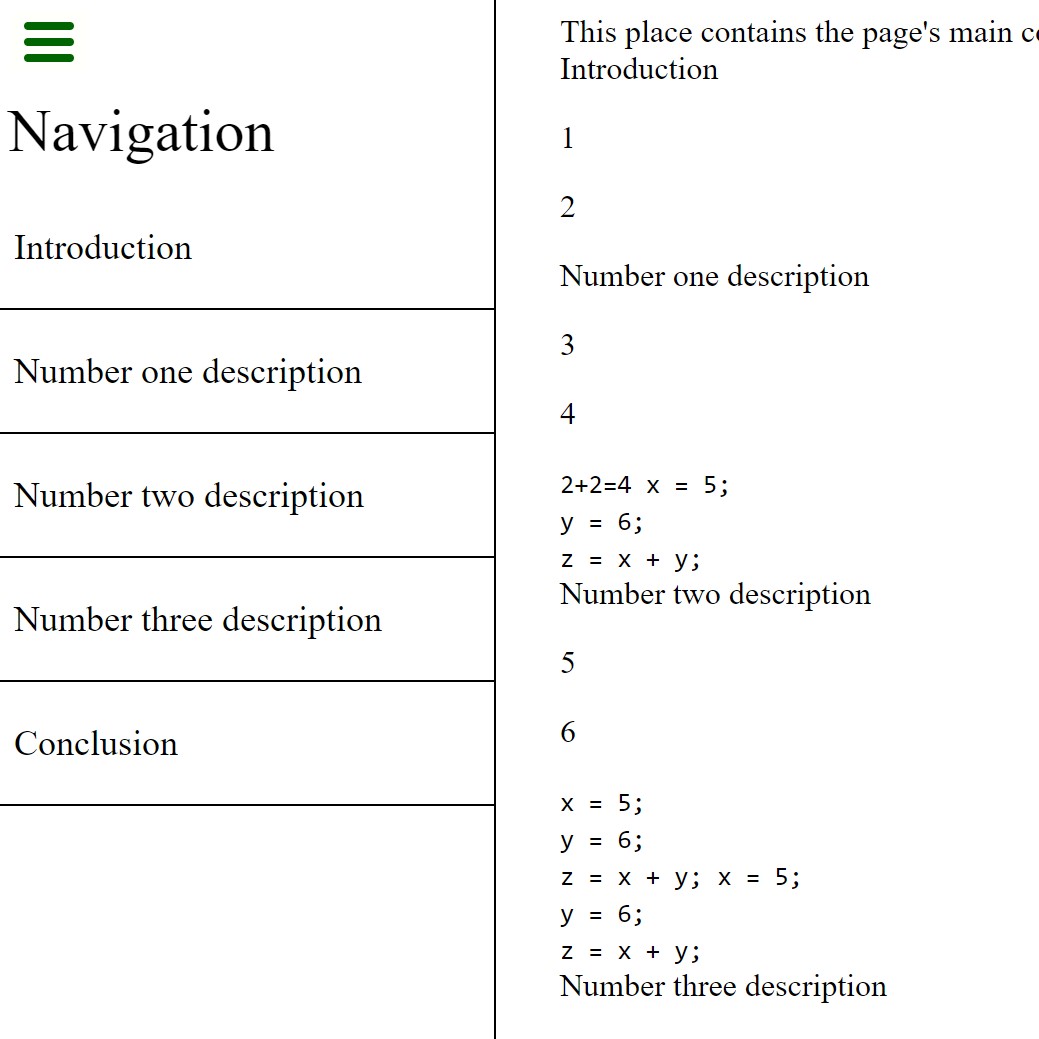 Navigation
Introduction
Number one description
Number two description
Number three description
Conclusion
This place contains the page's main
Introduction
1
2
Number one description
3
4
2+2=4 x = 5;
y = 6;
z = x + y;
Number two description
5
6
x = 5;
y = 6;
z = x + y; x = 5;
y = 6;
z = x + y;
Number three description